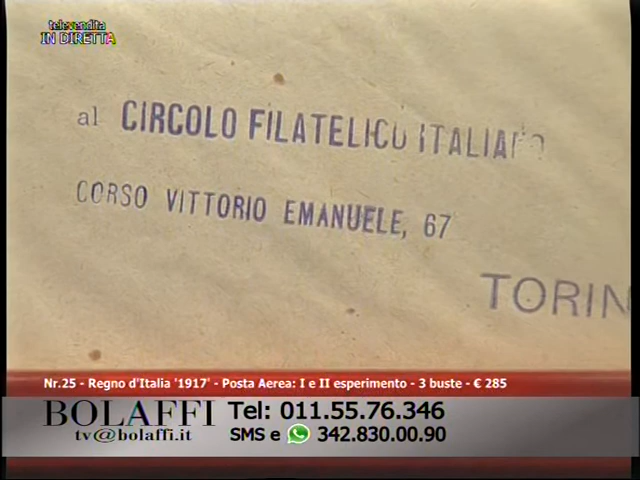 televendita
IN DIRETTA
al CIRCOLO FILATELICO ITALIANO
CORSO VITTORIO EMANUELE, 67
TORIN
Nr.25 - Regno d'Italia '1917' - Posta Aerea: I e II esperimento - 3 buste - € 285
BOLAFFI
tv@bolaffi.it
Tel: 011.55.76.346
SMS e 342.830.00.90